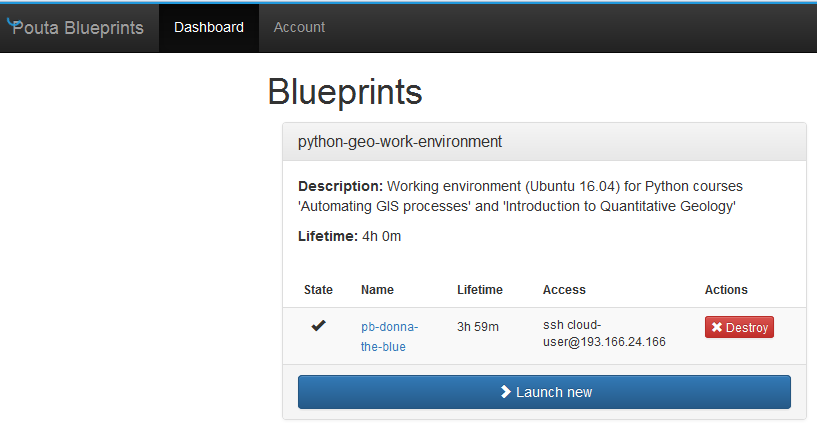 Pouta Blueprints Dashboard Account
Blueprints
python-geo-work-environment
Description: Working environment (Ubuntu 16.04) for Python courses
'Automating GIS processes' and 'Introduction to Quantitative Geology'
Lifetime: 4h 0m
State Name Lifetime Access Actions
pb-donna-
the-blue
3h 59m
ssh cloud-
user@193.166.24.166
Destroy
Launch new